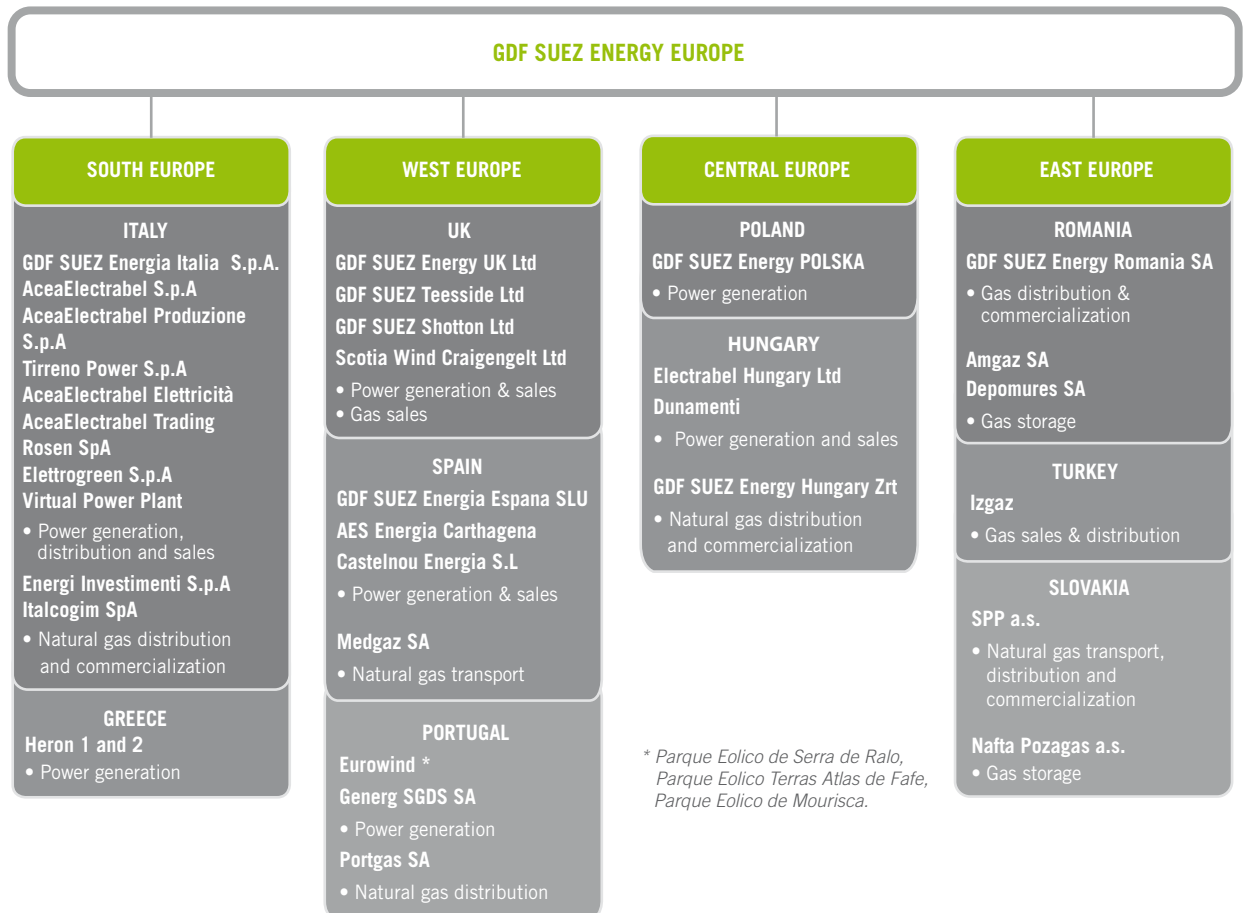 GDF SUEZ ENERGY EUROPE
SOUTH EUROPE
ITALY
GDF SUEZ Energia Italia S.p.A.
AceaElectrabel S.p.A
AceaElectrabel Produzione
S.p.A
Tirreno Power S.p.A
AceaElectrabel Elettricità
AceaElectrabel Trading
Rosen SpA
Elettrogreen S.p.A
Virtual Power Plant
• Power generation,
distribution and sales
Energi Investimenti S.p.A
Italcogim SpA
• Natural gas distribution
and commercialization
GREECE
Heron 1 and 2
• Power generation
WEST EUROPE
UK
GDF SUEZ Energy UK Ltd
GDF SUEZ Teesside Ltd
GDF SUEZ Shotton Ltd
Scotia Wind Craigengelt Ltd
• Power generation & sales
• Gas sales
SPAIN
GDF SUEZ Energia Espana SLU
AES Energia Carthagena
Castelnou Energia S.L
• Power generation & sales
Medgaz SA
• Natural gas transport
PORTUGAL
Eurowind *
Generg SGDS SA
• Power generation
Portgas SA
• Natural gas distribution
CENTRAL EUROPE
POLAND
GDF SUEZ Energy POLSKA
• Power generation
HUNGARY
Electrabel Hungary Ltd
Dunamenti
• Power generation and sales
GDF SUEZ Energy Hungary Zrt
• Natural gas distribution
and commercialization
* Parque Eolico de Serra de Ralo,
Parque Eolico Terras Atlas de Fafe,
Parque Eolico de Mourisca.
EAST EUROPE
ROMANIA
GDF SUEZ Energy Romania SA
• Gas distribution &
commercialization
Amgaz SA
Depomures SA
• Gas storage
TURKEY
Izgaz
• Gas sales & distribution
SLOVAKIA
SPP a.s.
• Natural gas transport,
distribution and
commercialization
Nafta Pozagas a.s.
• Gas storage